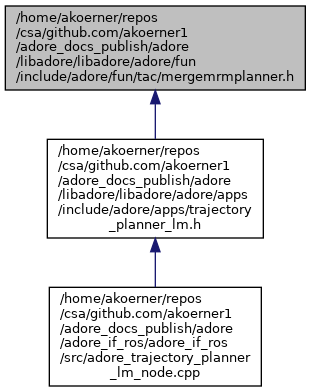 /home/akoerner/repos
/csa/github.com/akoerner1
/adore_docs_publish/adore
/libadore/libadore/adore/fun
/include/adore/fun/tac/mergemrmplanner.h
/home/akoerner/repos
/csa/github.com/akoerner1
/adore_docs_publish/adore
/libadore/libadore/adore/apps
/include/adore/apps/trajectory
_planner_lm.h
/home/akoerner/repos
/csa/github.com/akoerner1
/adore_docs_publish/adore
/adore_if_ros/adore_if_ros
/src/adore_trajectory_planner
_lm_node.cpp